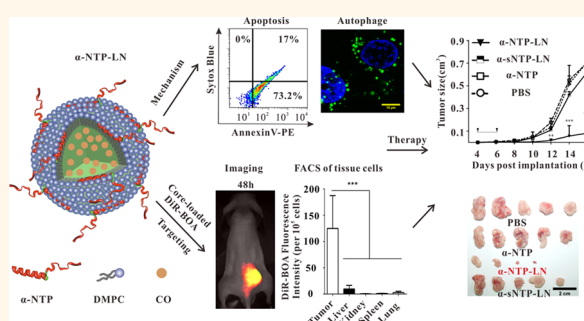 α-NTP-LN
Mechanism
Core-loaded
DiR-BOA
Targeting
α-NTP
DMPC
CO
Apoptosis
Sytox Blue
0%
17%
73.2%
AnnexinV-PE
Autophage
Therapy
Imaging
48h
FACS of tissue cells
DiR-BOA Fluorescence
Intensity (per 10⁵ cells)
200
150
100
50
0
***
Tumor
Liver
Kidney
Spleen
Lung
Tumor size(cm³)
0.9
0.7
0.5
0.3
0.1
α-NTP-LN
α-sNTP-LN
α-NTP
PBS
**
***
4 6 8 10 12 14
Days post implantation (
PBS
α-NTP
α-NTP-LN
α-sNTP-LN
2 cm